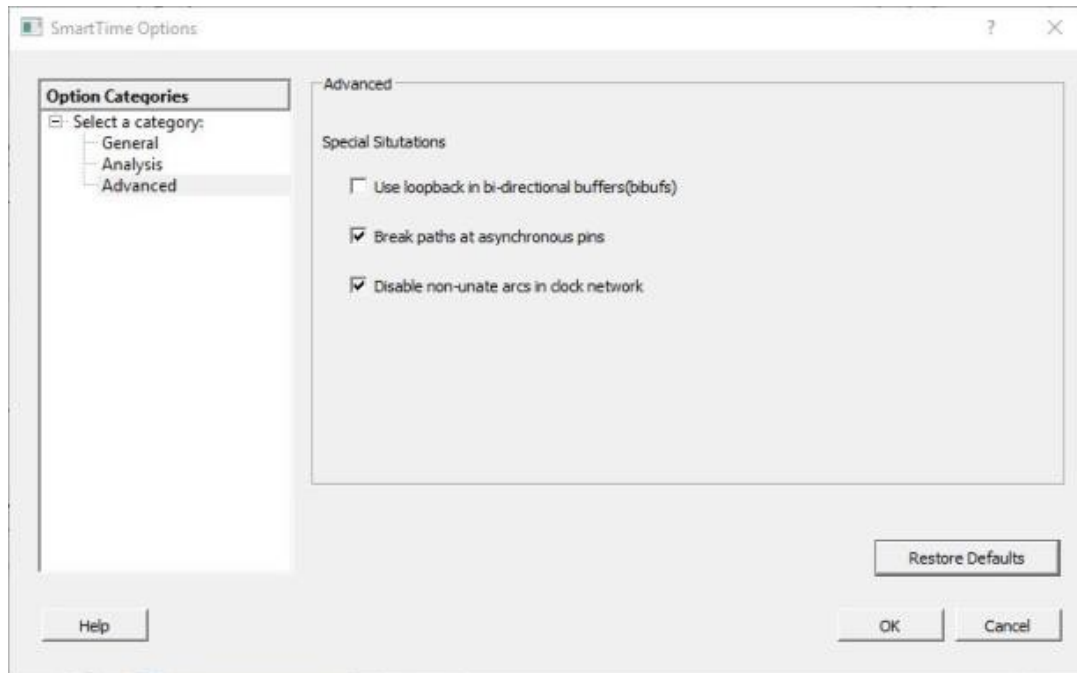 SmartTime Options
?
Option Categories
Select a category:
General
Analysis
Advanced
Advanced
Special Situtations
Use loopback in bi-directional buffers(bibufs)
Break paths at asynchronous pins
Disable non-unate arcs in clock network
Restore Defaults
Help
OK
Cancel